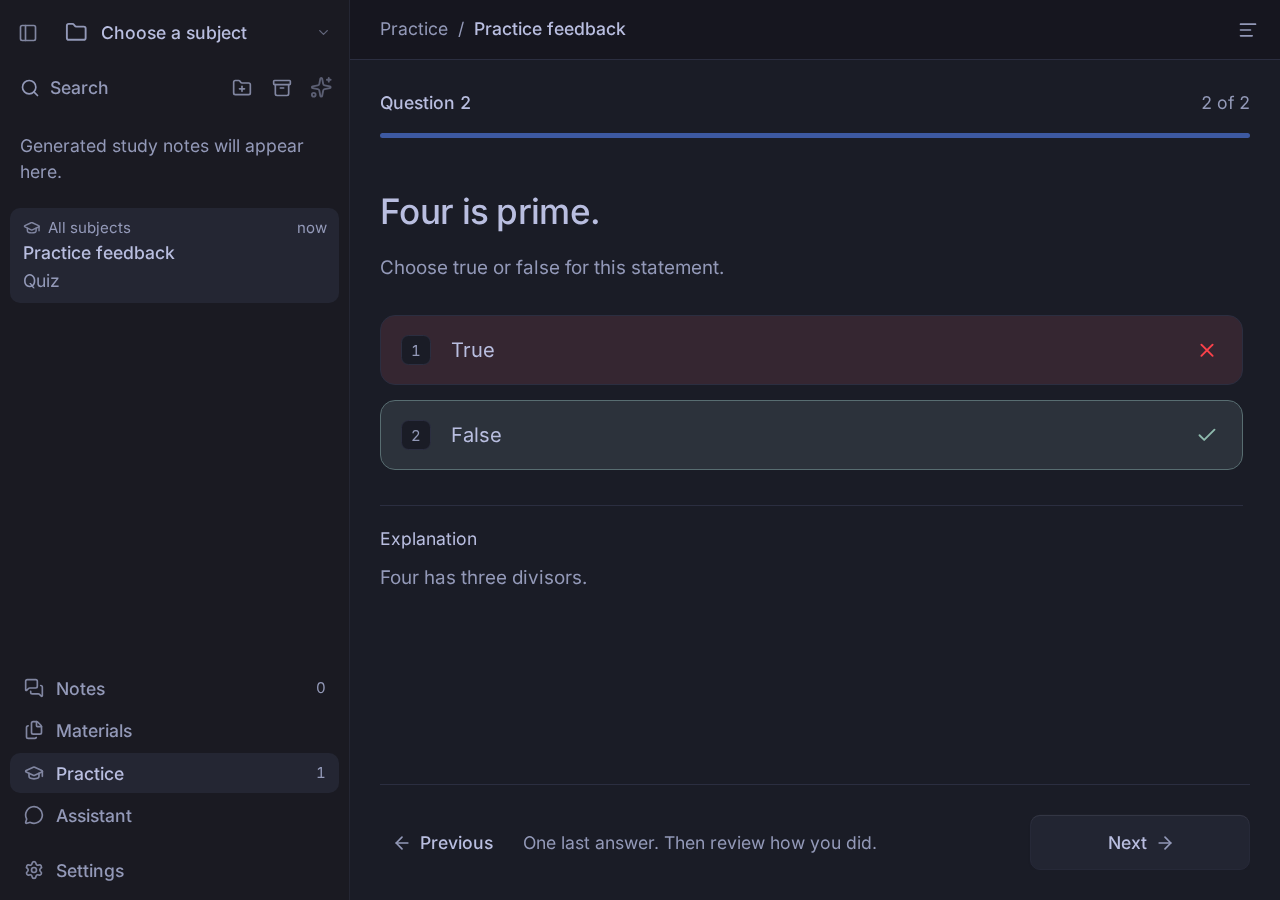 Choose a subject
Search
Generated study notes will appear
here.
All subjects now
Practice feedback
Quiz
Notes 0
Materials
Practice 1
Assistant
Settings
Practice / Practice feedback
Question 2 2 of 2
Four is prime.
Choose true or false for this statement.
1 True
2 False
Explanation
Four has three divisors.
Previous One last answer. Then review how you did. Next